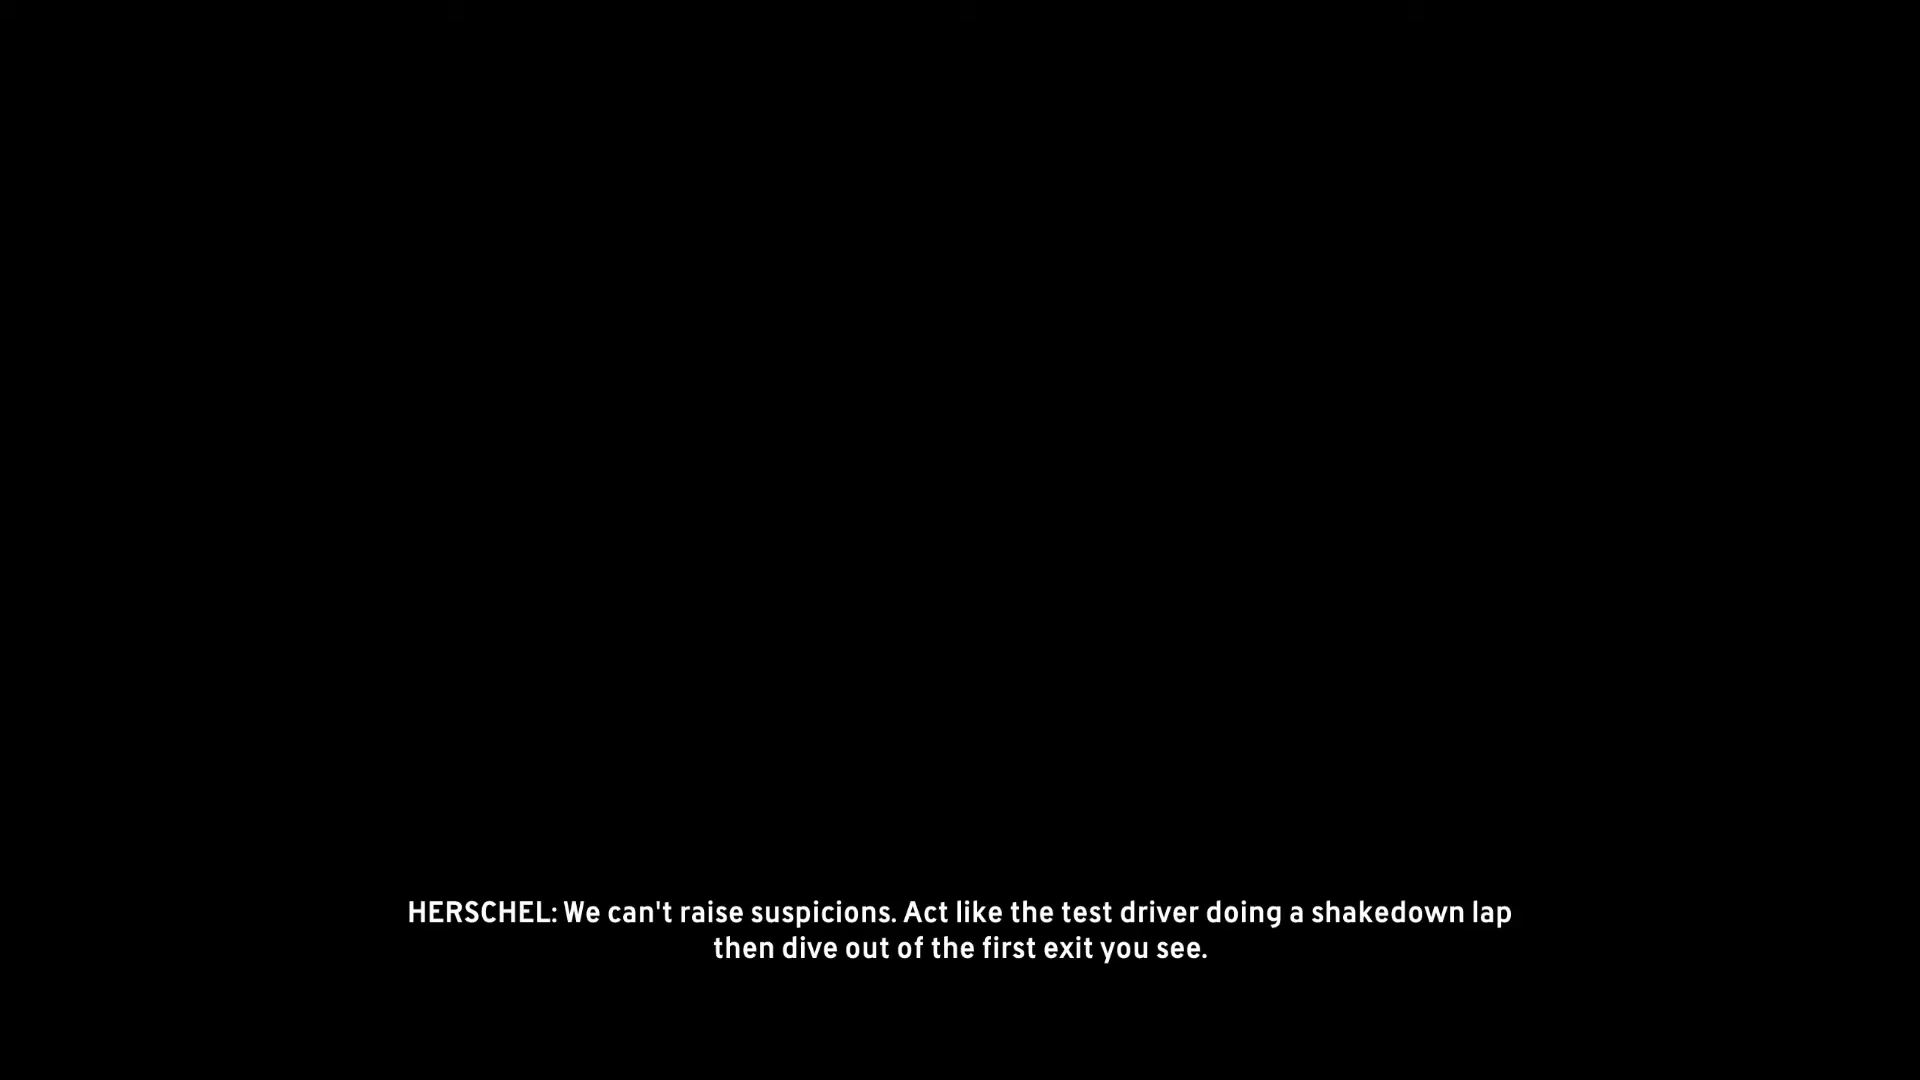 HERSCHEL: We can't raise suspicions. Act like the test driver doing a shakedown lap
then dive out of the first exit you see.